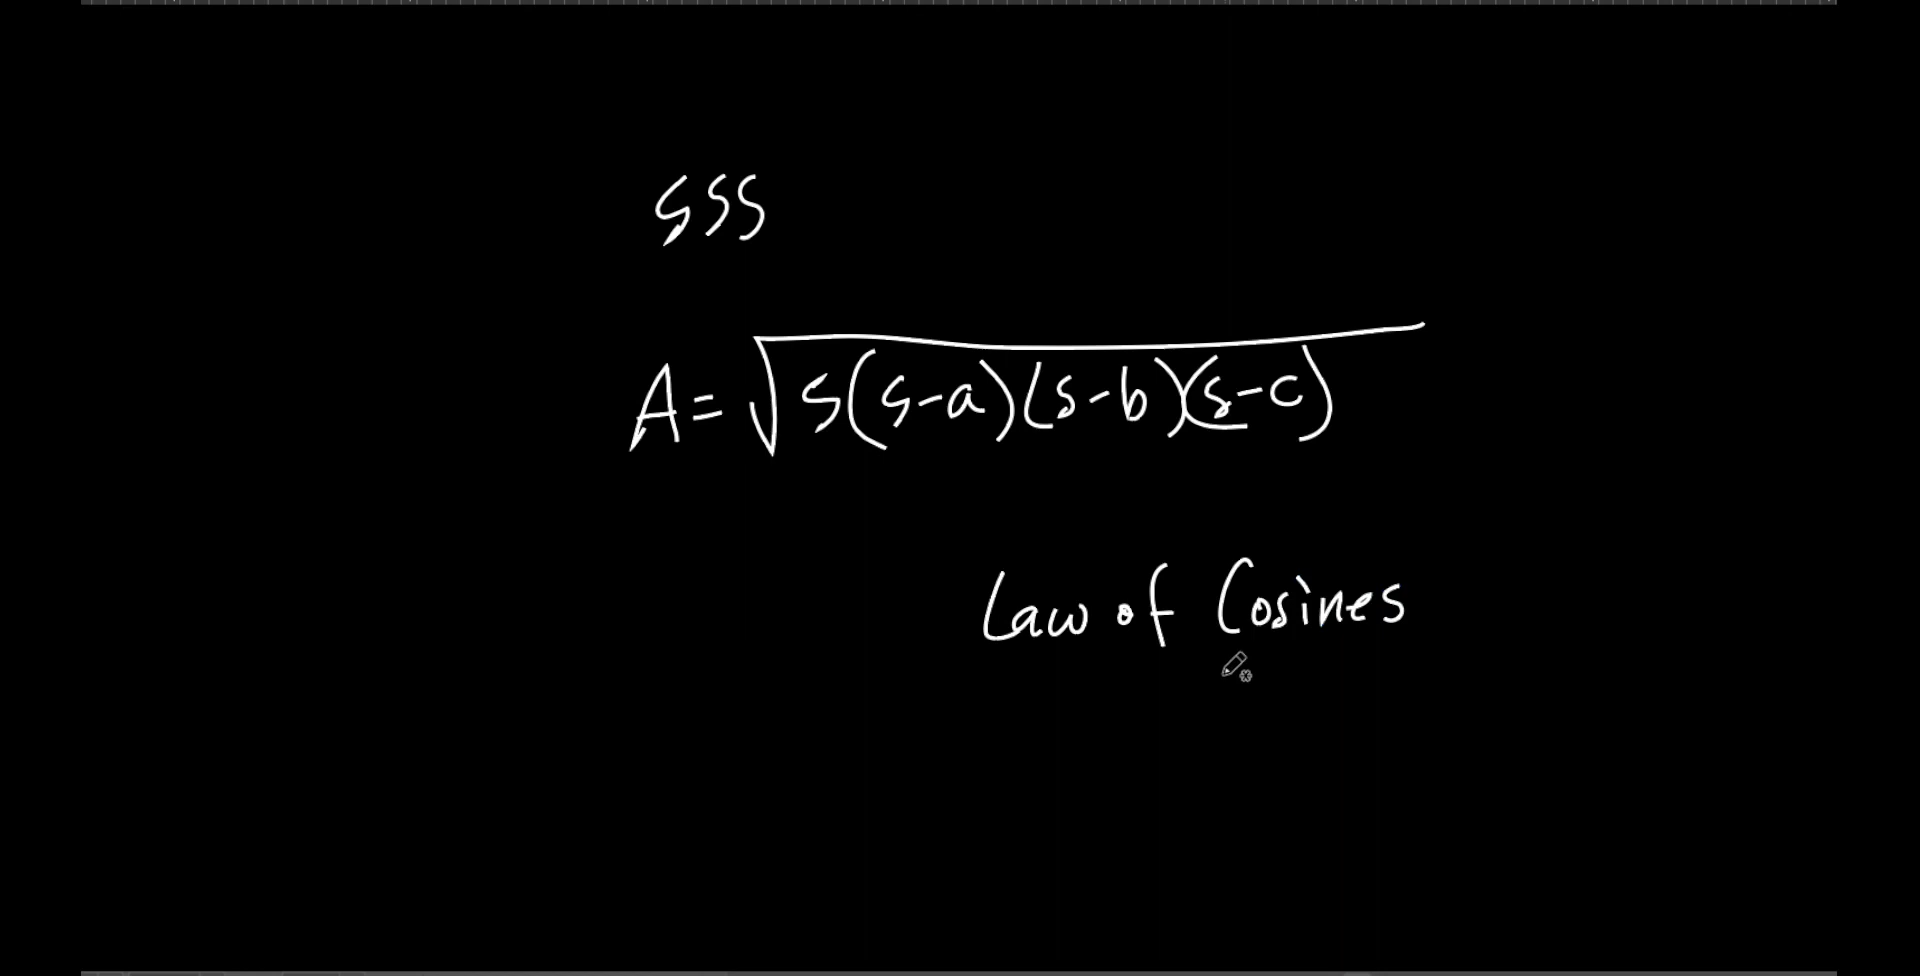 SSS
A=√s(s-a)(s-b)(s-c)
Law of Cosines